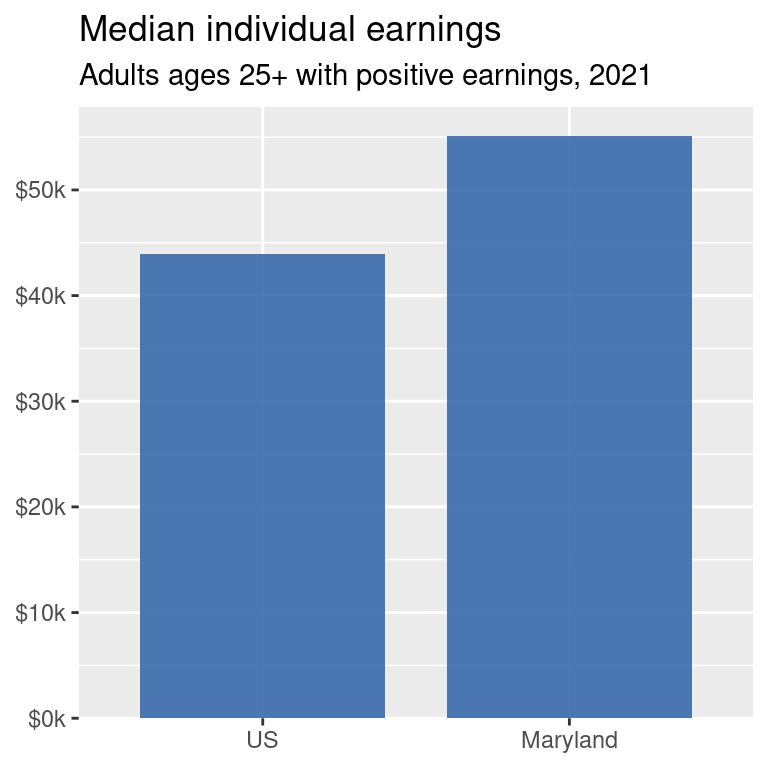 Median individual earnings
Adults ages 25+ with positive earnings, 2021
$50k
$40k
$30k
$20k
$10k
$0k
US
Maryland